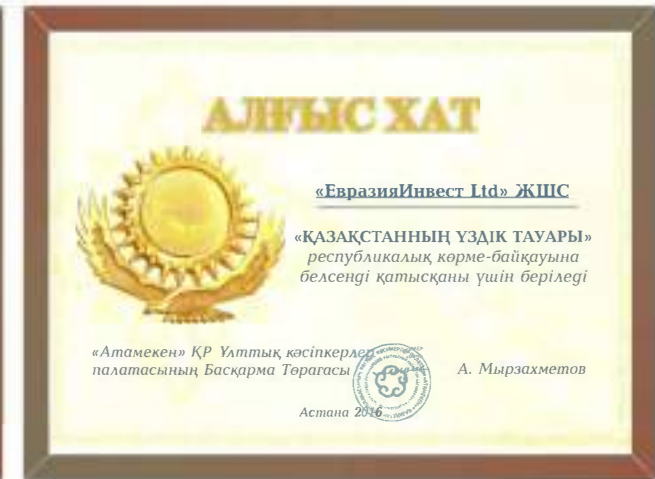 АЛҒЫС ХАТ
«ЕвразияИнвест Ltd» ЖШС
«ҚАЗАҚСТАННЫҢ ҮЗДІК ТАУАРЫ»
республикалық көрме-байқауына
белсенді қатысқаны үшін беріледі
«Атамекен» ҚР Ұлттық кәсіпкерлер
палатасының Басқарма Төрағасы А. Мырзахметов
Астана 2016